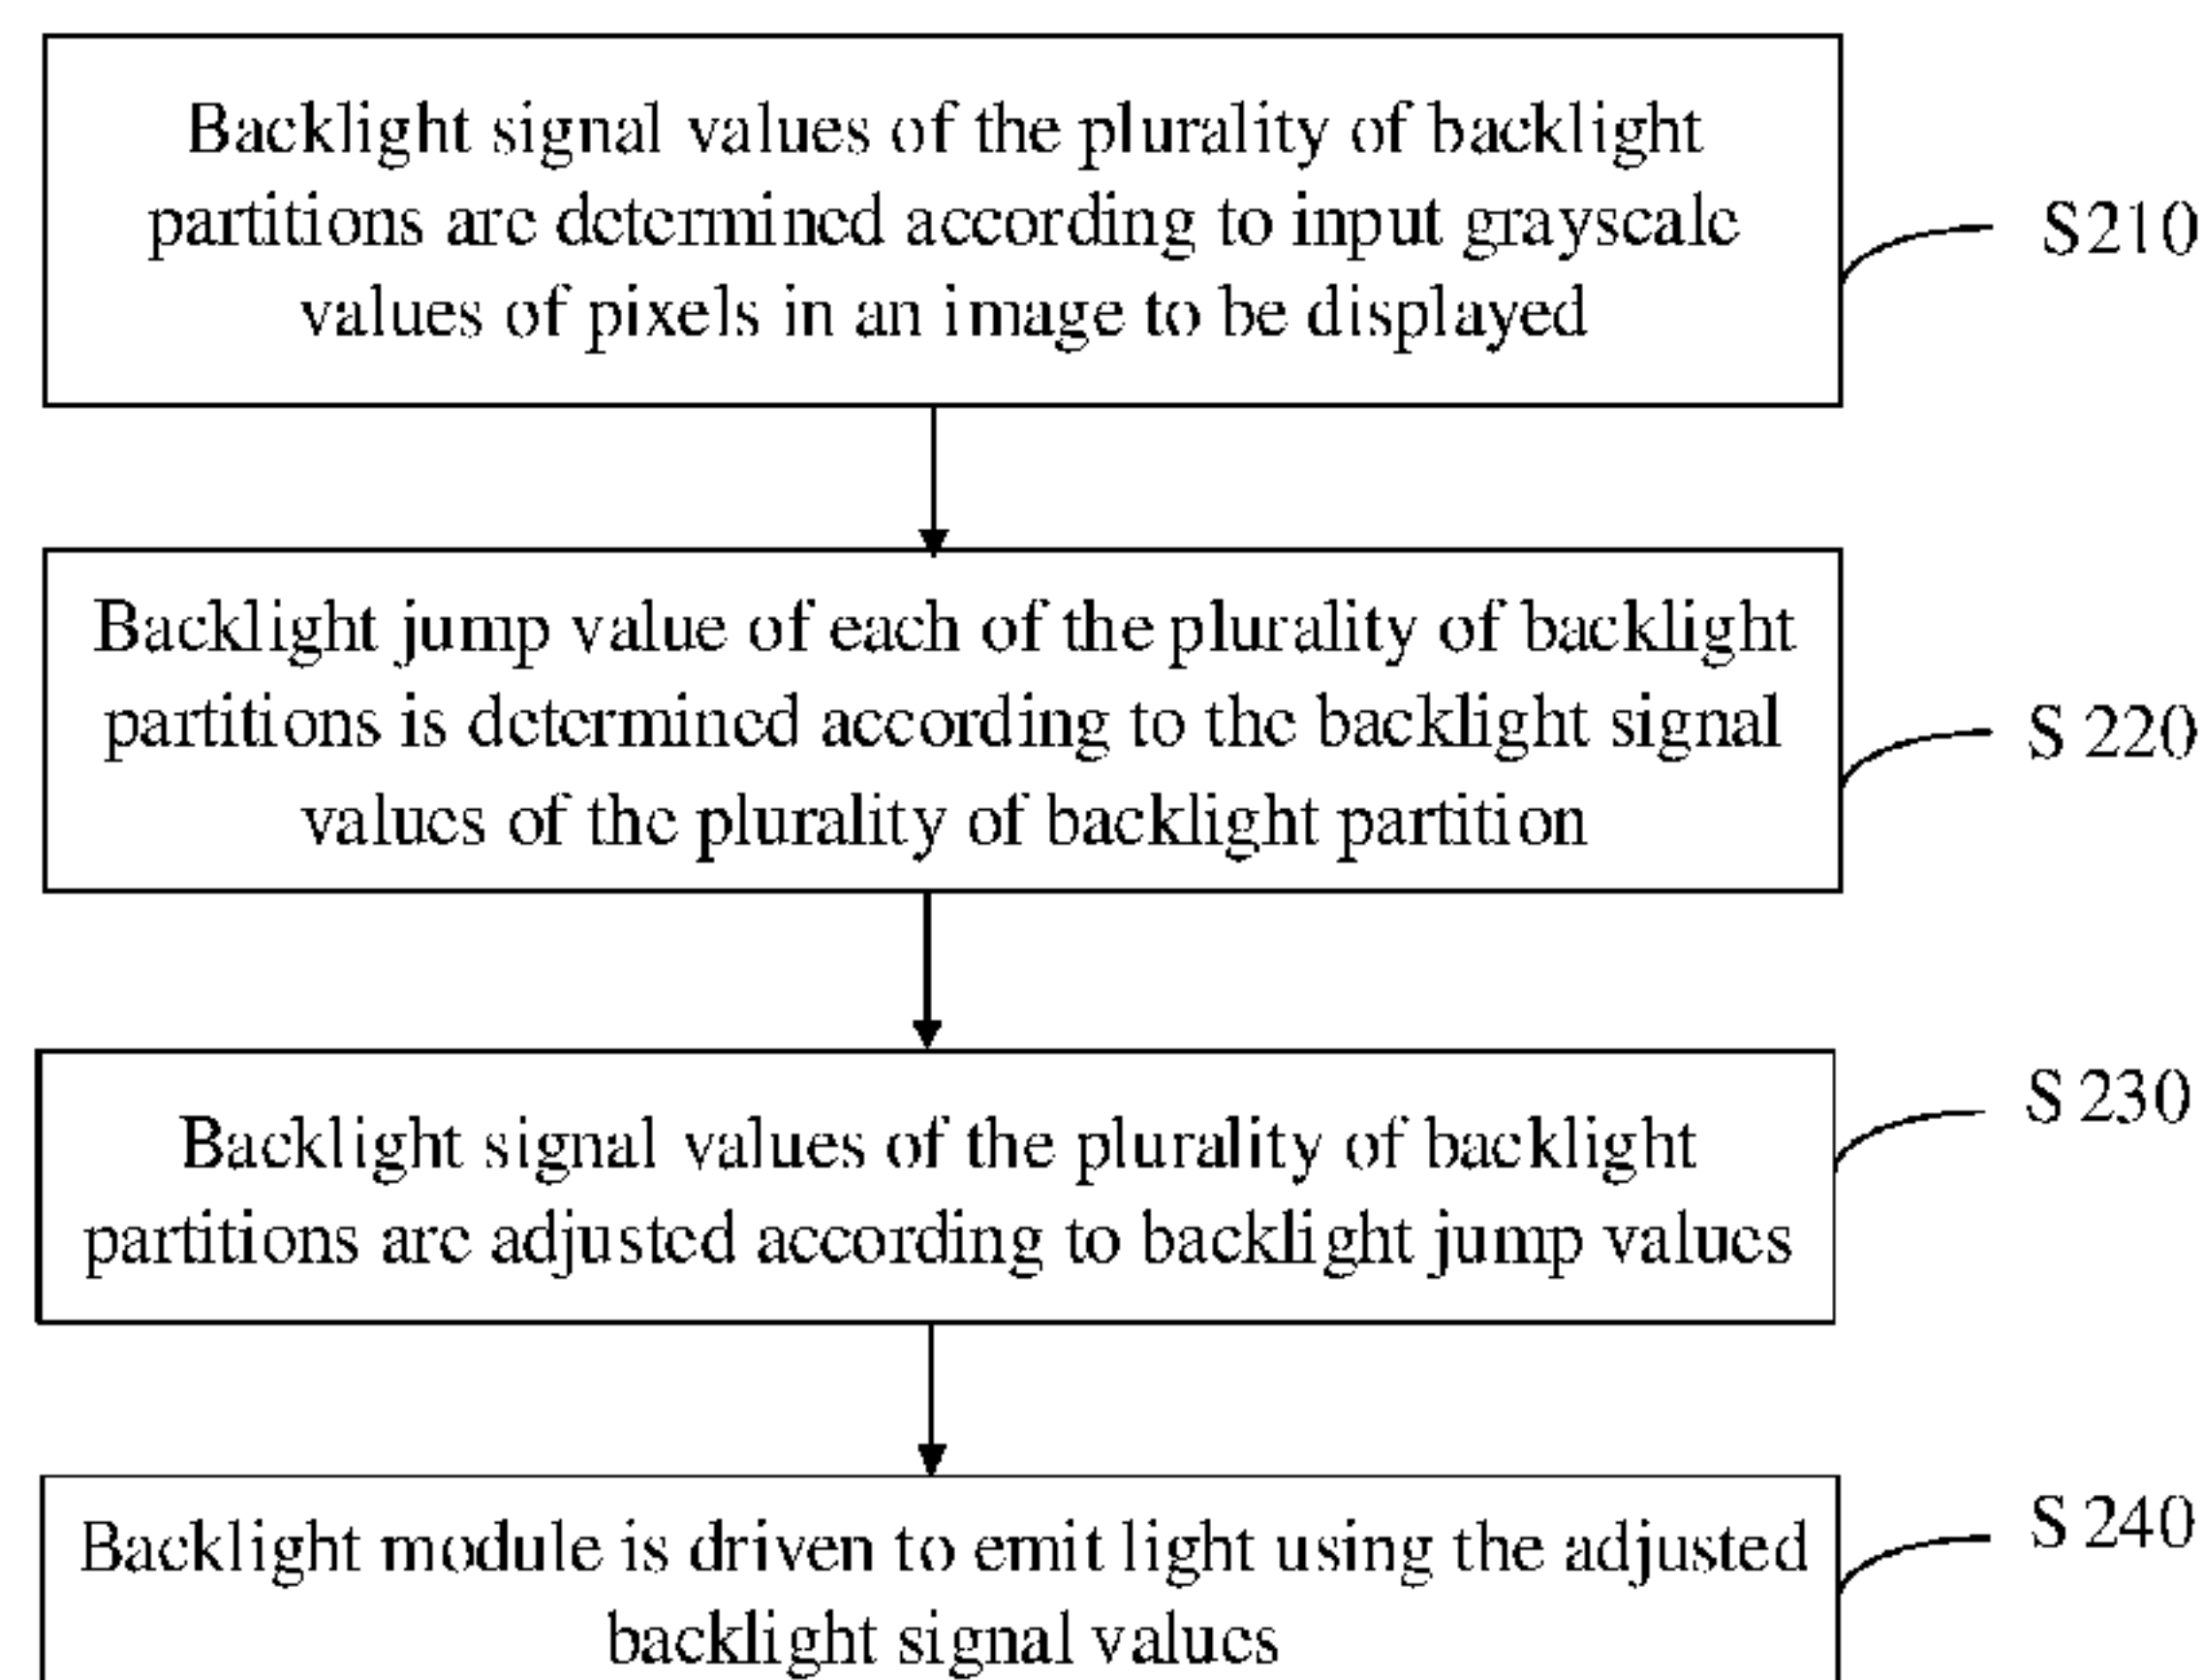 Backlight signal values of the plurality of backlight
partitions are determined according to input grayscale
values of pixels in an image to be displayed
S210
Backlight jump value of each of the plurality of backlight
partitions is determined according to the backlight signal
values of the plurality of backlight partition
S 220
Backlight signal values of the plurality of backlight
partitions are adjusted according to backlight jump values
S 230
Backlight module is driven to emit light using the adjusted
backlight signal values
S 240